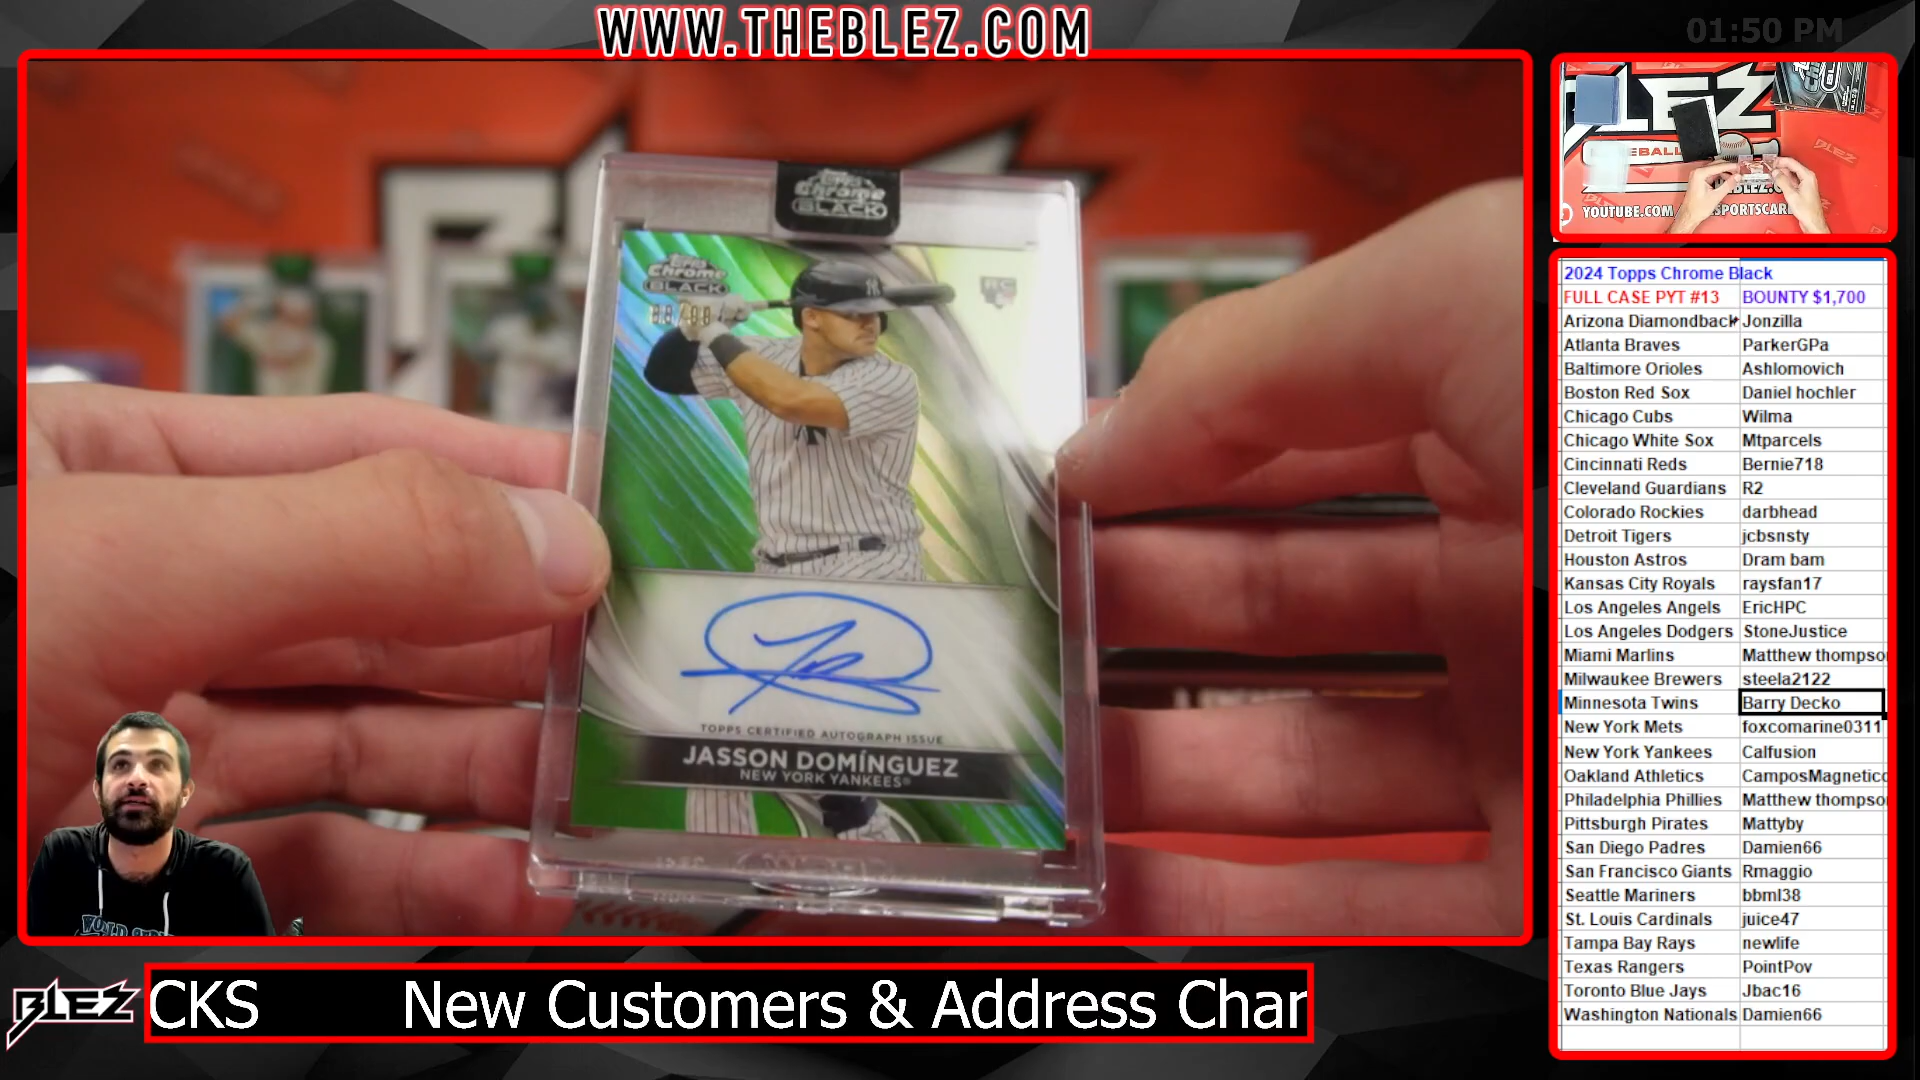 WWW.THEBLEZ.COM
01:50 PM
Topps
Chrome
BLACK
Topps
Chrome
BLACK
RC
TOPPS CERTIFIED AUTOGRAPH ISSUE
JASSON DOMÍNGUEZ
NEW YORK YANKEES®
YOUTUBE.COM
2024 Topps Chrome Black
FULL CASE PYT #13 BOUNTY $1,700
Arizona Diamondback Jonzilla
Atlanta Braves ParkerGPa
Baltimore Orioles Ashlomovich
Boston Red Sox Daniel hochler
Chicago Cubs Wilma
Chicago White Sox Mtparcels
Cincinnati Reds Bernie718
Cleveland Guardians R2
Colorado Rockies darbhead
Detroit Tigers jcbsnsty
Houston Astros Dram bam
Kansas City Royals raysfan17
Los Angeles Angels EricHPC
Los Angeles Dodgers StoneJustice
Miami Marlins Matthew thompso
Milwaukee Brewers steela2122
Minnesota Twins Barry Decko
New York Mets foxcomarine0311
New York Yankees Calfusion
Oakland Athletics CamposMagnetico
Philadelphia Phillies Matthew thompso
Pittsburgh Pirates Mattyby
San Diego Padres Damien66
San Francisco Giants Rmaggio
Seattle Mariners bbml38
St. Louis Cardinals juice47
Tampa Bay Rays newlife
Texas Rangers PointPov
Toronto Blue Jays Jbac16
Washington Nationals Damien66
BLEZ
CKS New Customers & Address Char